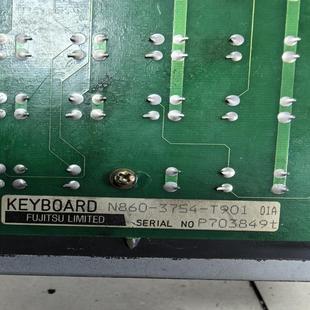 KEYBOARD N860-3754-T901 01A
FUJITSU LIMITED SERIAL NO P703849t